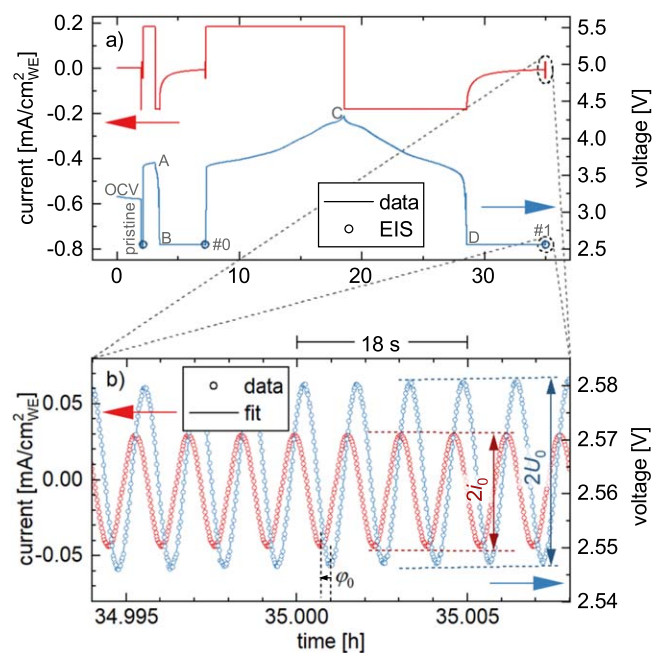 a)
0.2
0.0
-0.2
-0.4
-0.6
-0.8
current [mA/cm²WE]
5.5
5.0
4.5
4.0
3.5
3.0
2.5
voltage [V]
OCV
pristine
A
B
#0
C
D
#1
data
EIS
0 10 20 30
18 s
b)
data
fit
0.05
0.00
-0.05
current [mA/cm²WE]
2.58
2.57
2.56
2.55
2.54
voltage [V]
2i₀
2U₀
φ₀
34.995 35.000 35.005
time [h]